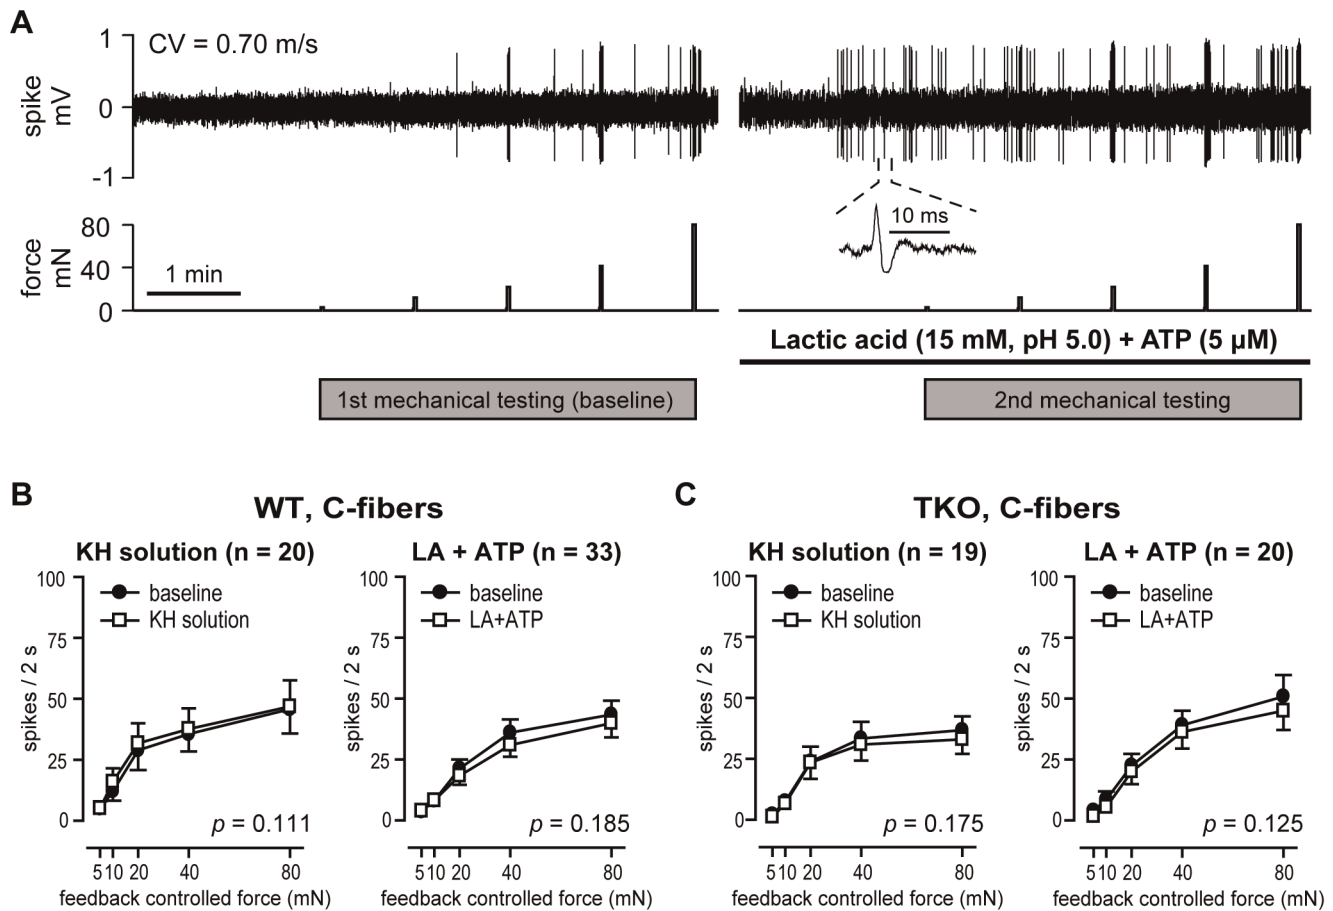 A
CV = 0.70 m/s
spike
mV
1
0
-1
force
mN
80
40
0
1 min
10 ms
Lactic acid (15 mM, pH 5.0) + ATP (5 µM)
1st mechanical testing (baseline)
2nd mechanical testing
B
WT, C-fibers
KH solution (n = 20)
spikes / 2 s
100
75
50
25
0
baseline
KH solution
p = 0.111
5 10 20 40 80
feedback controlled force (mN)
LA + ATP (n = 33)
spikes / 2 s
100
75
50
25
0
baseline
LA+ATP
p = 0.185
5 10 20 40 80
feedback controlled force (mN)
C
TKO, C-fibers
KH solution (n = 19)
spikes / 2 s
100
75
50
25
0
baseline
KH solution
p = 0.175
5 10 20 40 80
feedback controlled force (mN)
LA + ATP (n = 20)
spikes / 2 s
100
75
50
25
0
baseline
LA+ATP
p = 0.125
5 10 20 40 80
feedback controlled force (mN)